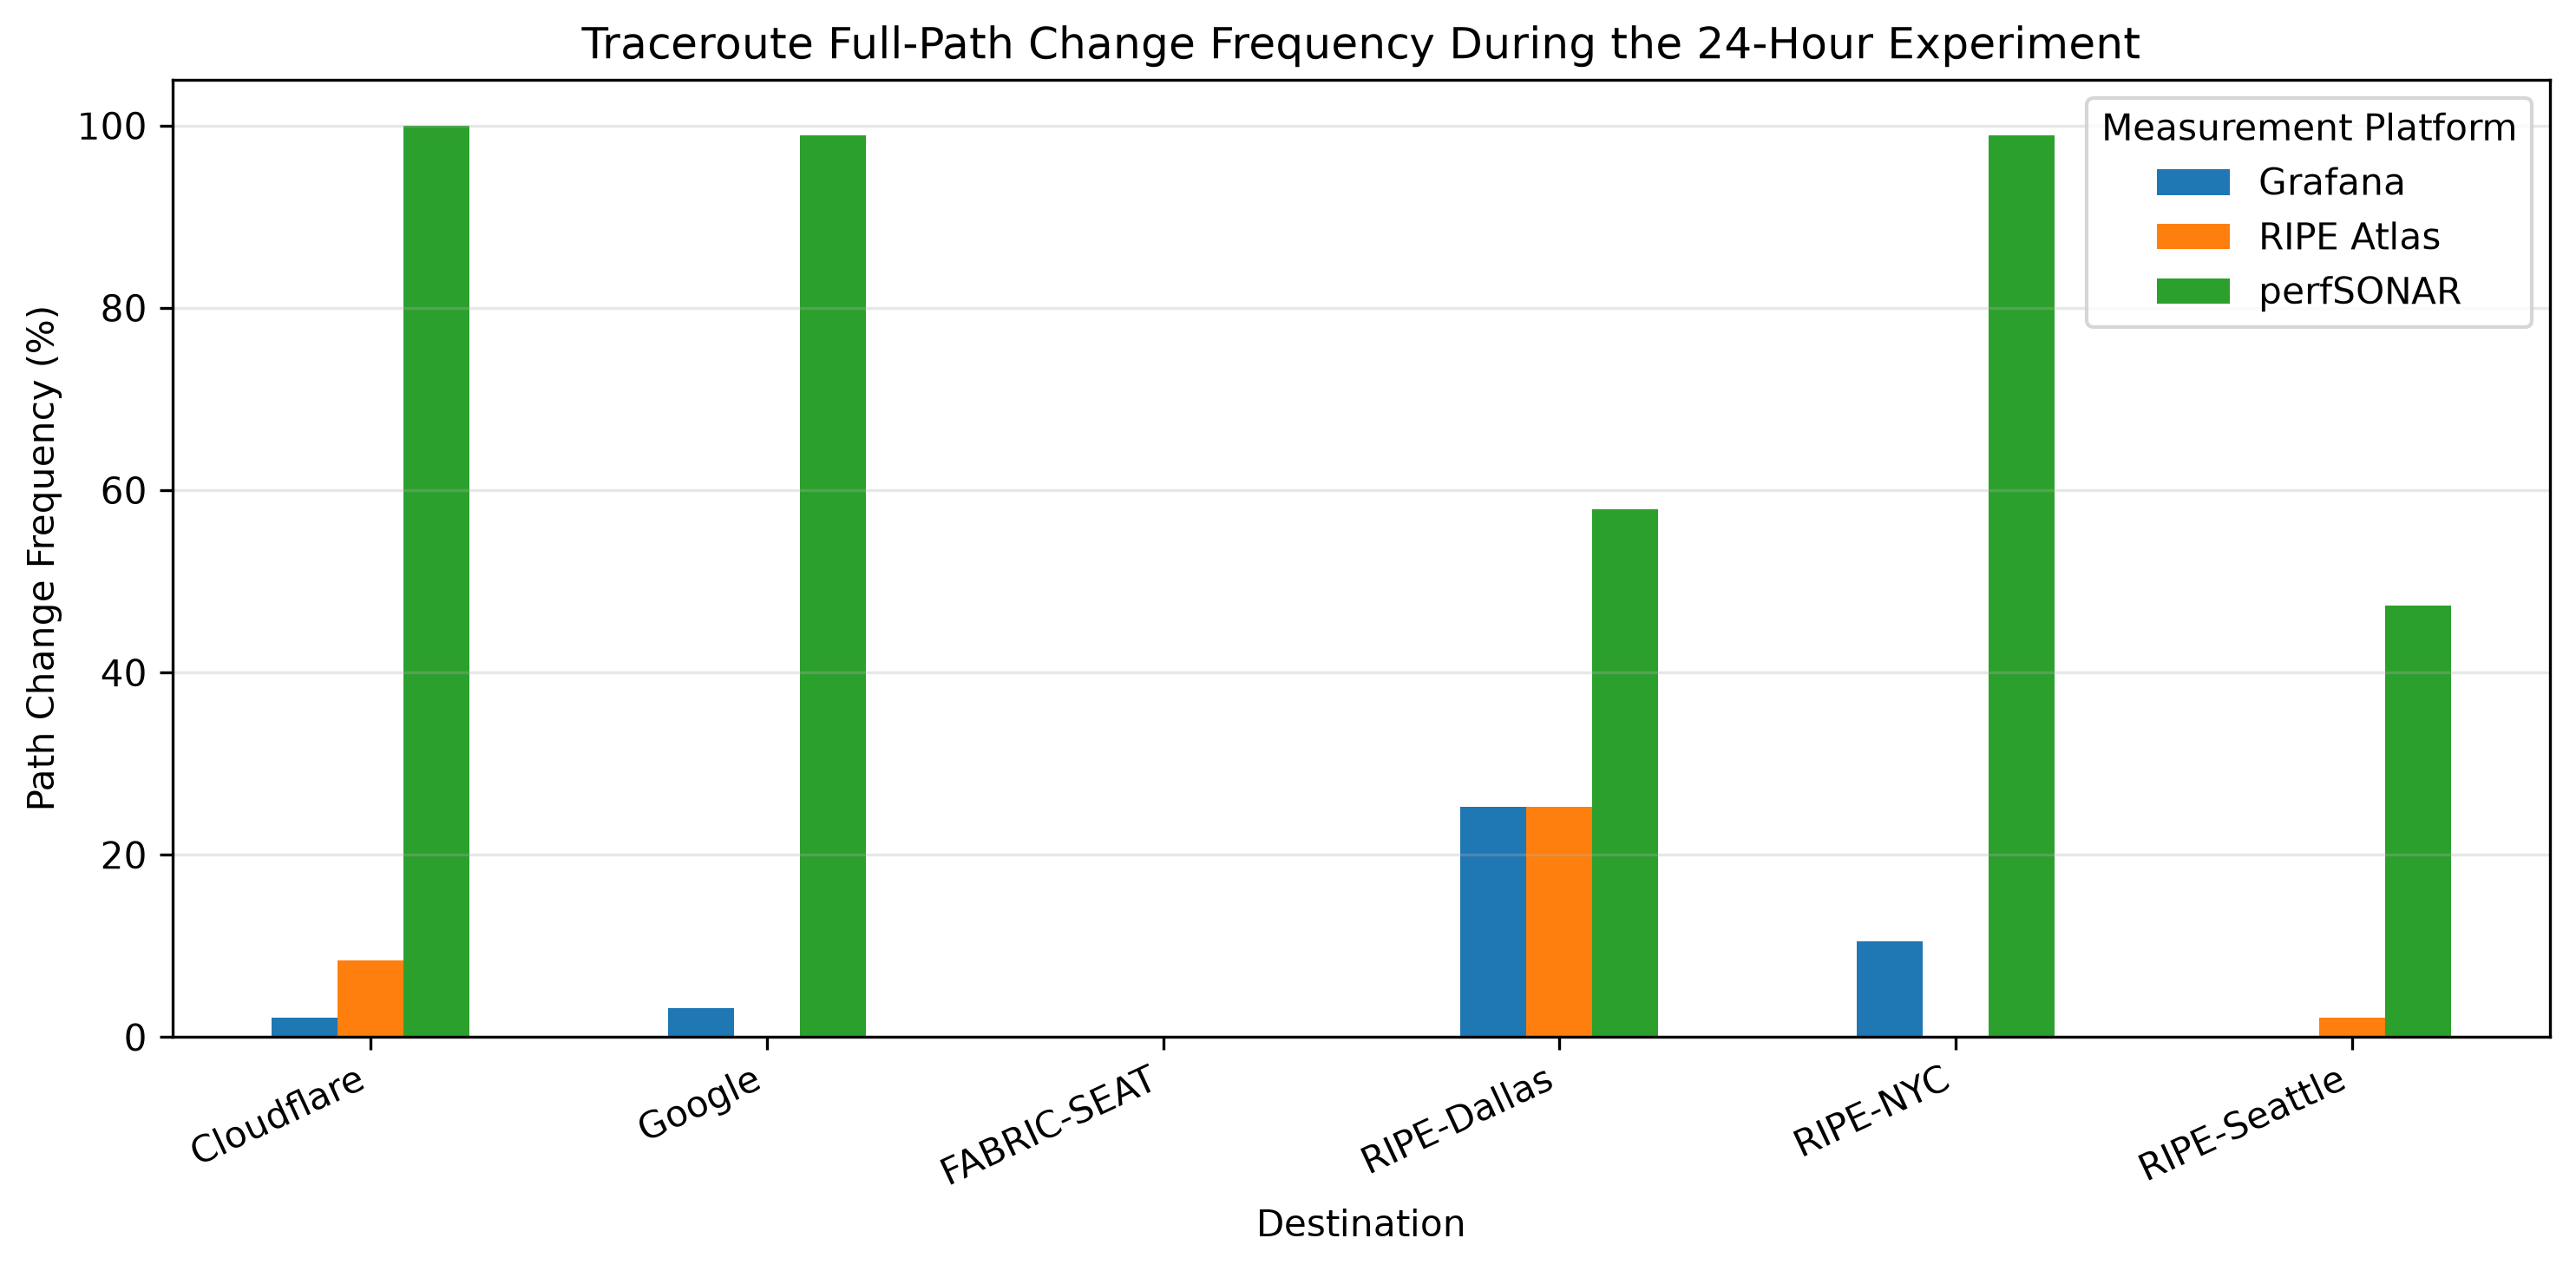 Traceroute Full-Path Change Frequency During the 24-Hour Experiment
Path Change Frequency (%)
100
80
60
40
20
0
Measurement Platform
Grafana
RIPE Atlas
perfSONAR
Cloudflare
Google
FABRIC-SEAT
RIPE-Dallas
RIPE-NYC
RIPE-Seattle
Destination